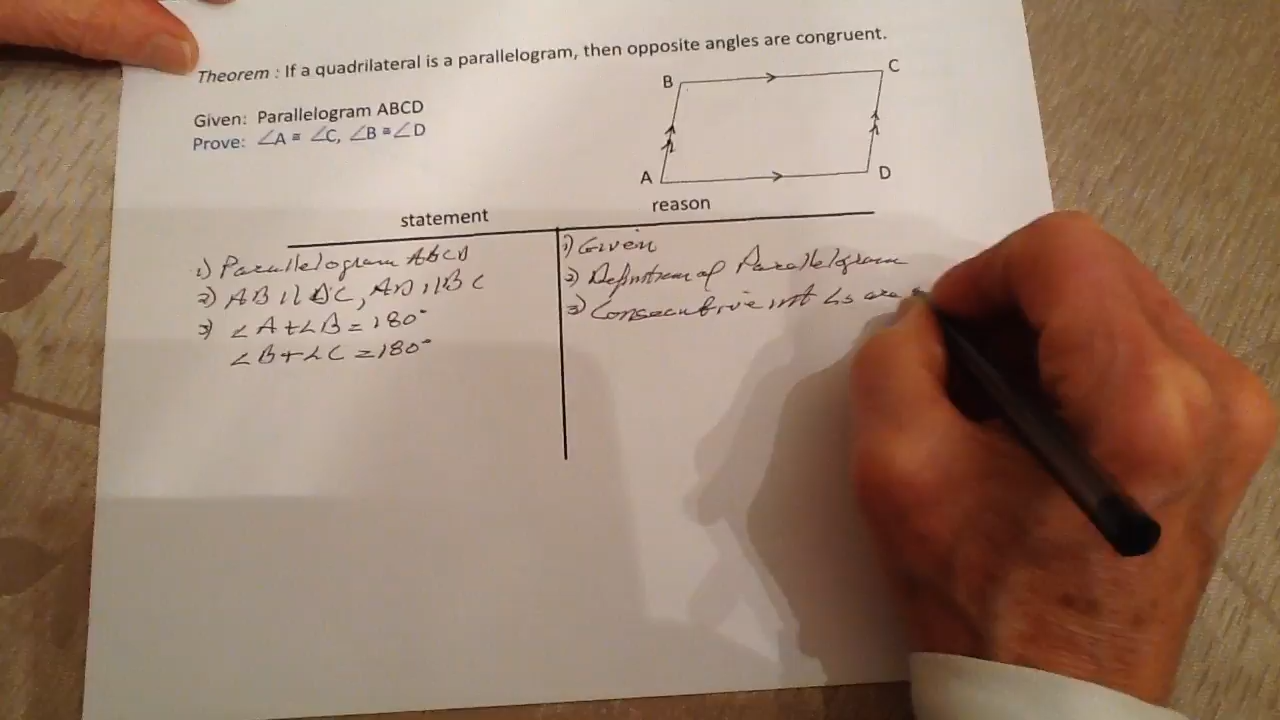 Theorem : If a quadrilateral is a parallelogram, then opposite angles are congruent.
Given: Parallelogram ABCD
Prove: ∠A ≅ ∠C, ∠B ≅ ∠D
B
C
A
D
statement
reason
1) Parallelogram ABCD
2) AB || DC, AD || BC
3) ∠A + ∠B = 180°
∠B + ∠C = 180°
1) Given
2) Definition of Parallelogram
3) Consecutive int ∠s are